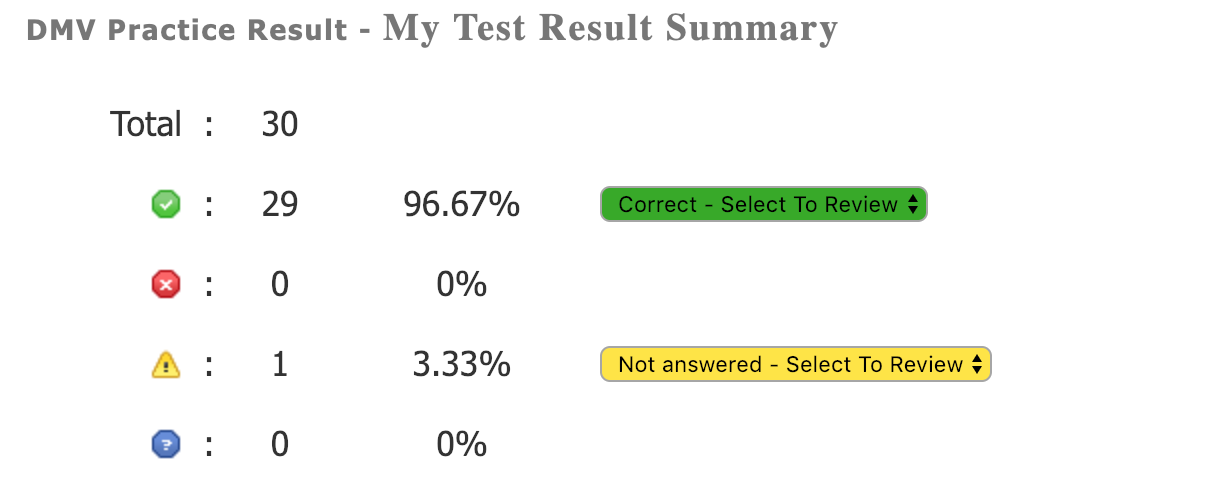 DMV Practice Result - My Test Result Summary
Total : 30
: 29 96.67% Correct - Select To Review
: 0 0%
: 1 3.33% Not answered - Select To Review
: 0 0%